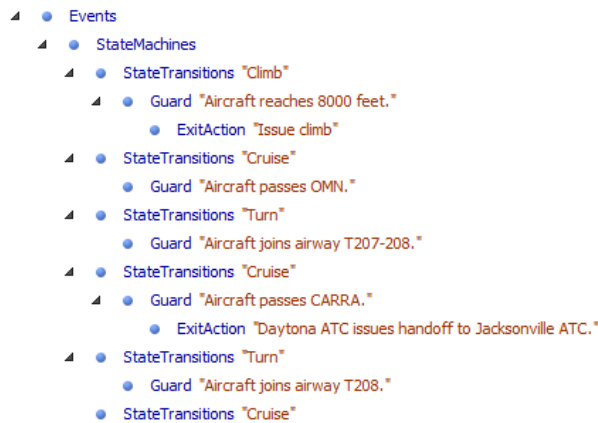 Events
StateMachines
StateTransitions "Climb"
Guard "Aircraft reaches 8000 feet."
ExitAction "Issue climb"
StateTransitions "Cruise"
Guard "Aircraft passes OMN."
StateTransitions "Turn"
Guard "Aircraft joins airway T207-208."
StateTransitions "Cruise"
Guard "Aircraft passes CARRA."
ExitAction "Daytona ATC issues handoff to Jacksonville ATC."
StateTransitions "Turn"
Guard "Aircraft joins airway T208."
StateTransitions "Cruise"